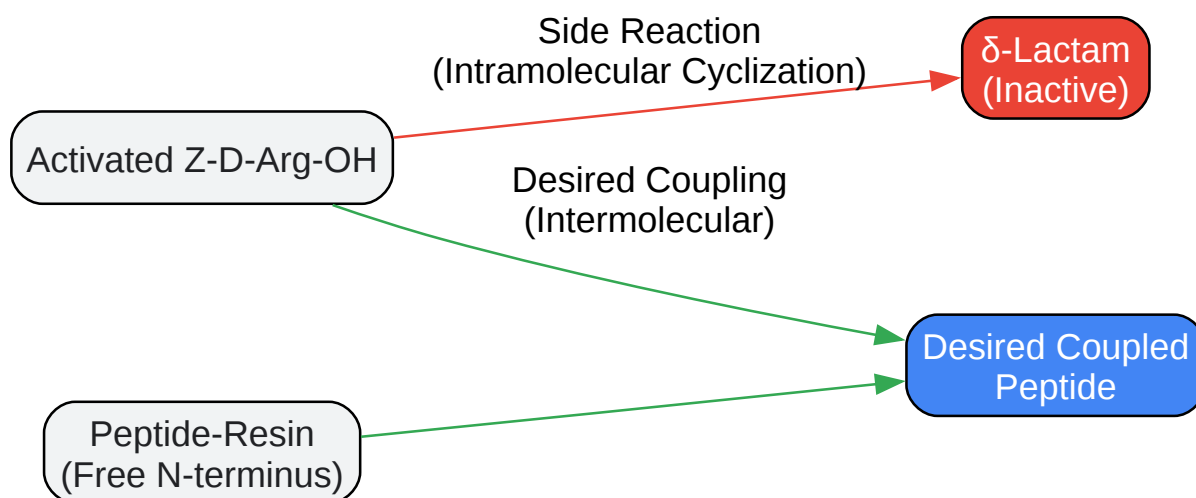 Side Reaction
(Intramolecular Cyclization)
δ-Lactam
(Inactive)
Activated Z-D-Arg-OH
Desired Coupling
(Intermolecular)
Desired Coupled
Peptide
Peptide-Resin
(Free N-terminus)